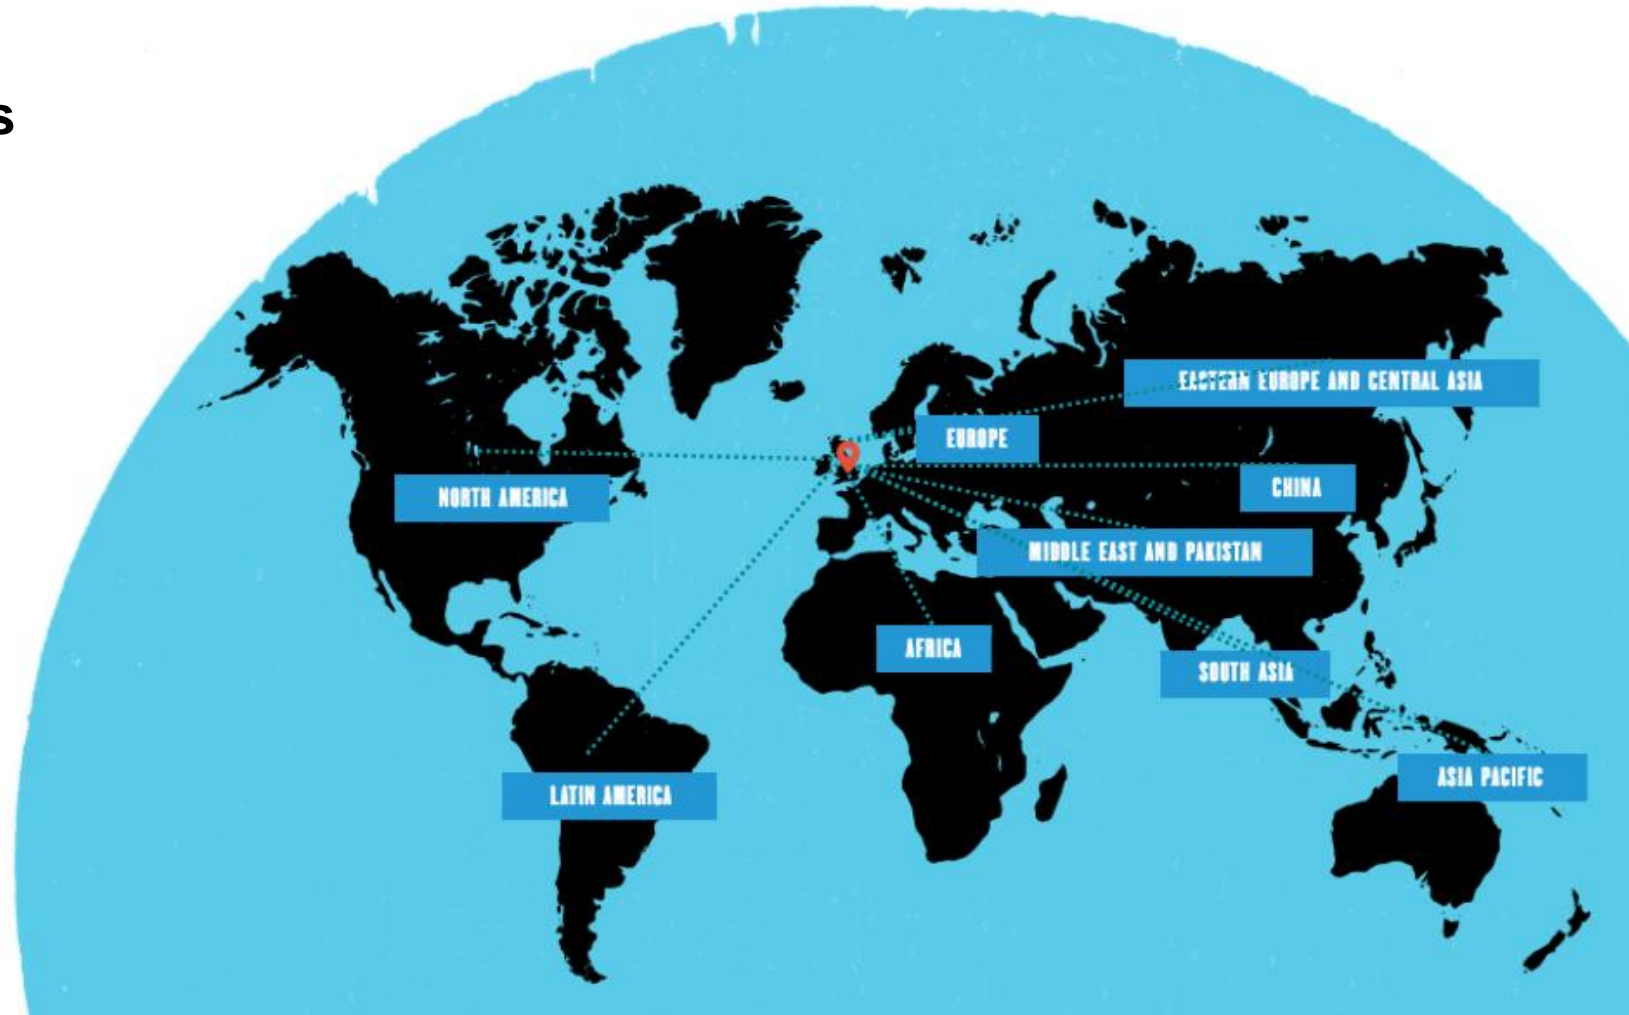 s
EASTERN EUROPE AND CENTRAL ASIA
EUROPE
CHINA
NORTH AMERICA
MIDDLE EAST AND PAKISTAN
AFRICA
SOUTH ASIA
ASIA PACIFIC
LATIN AMERICA